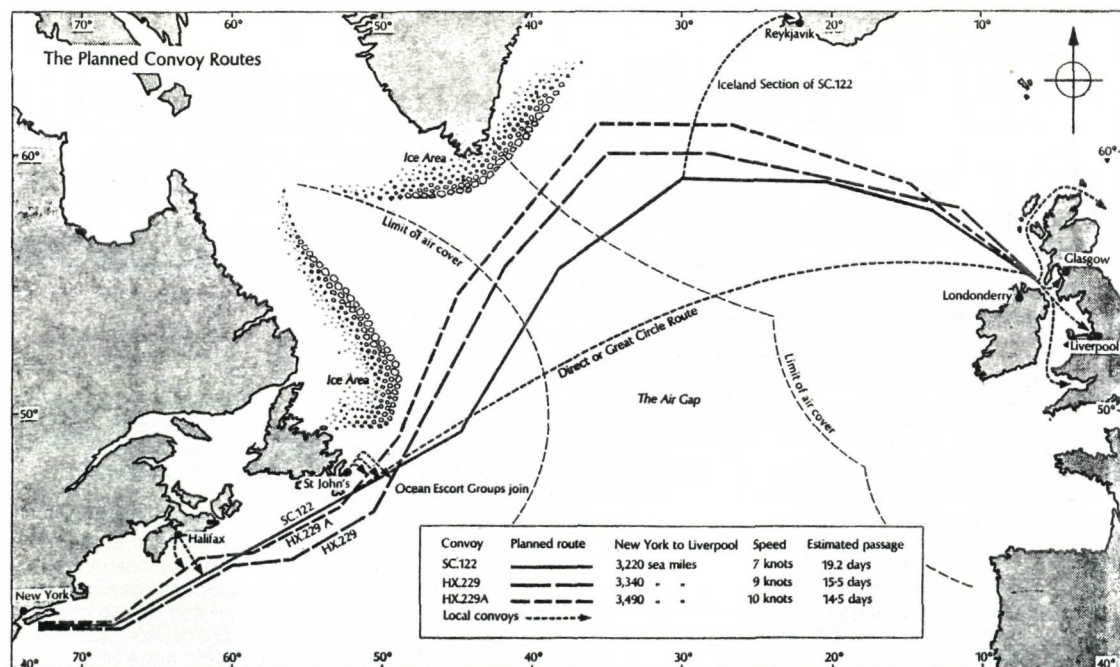 70°
60°
50°
40°
30°
20°
10°
The Planned Convoy Routes
Reykjavik
Iceland Section of SC.122
60°
60°
Ice Area
Limit of air cover
Glasgow
Londonderry
Liverpool
Direct or Great Circle Route
Ice Area
Limit of air cover
The Air Gap
50°
50°
St John's
Ocean Escort Groups join
SC.122
HX.229 A
HX.229
Halifax
New York
Convoy Planned route New York to Liverpool Speed Estimated passage
SC.122 3,220 sea miles 7 knots 19.2 days
HX.229 3,340 " " 9 knots 15·5 days
HX.229A 3,490 " " 10 knots 14·5 days
Local convoys
40°
70°
60°
50°
40°
30°
20°
10°